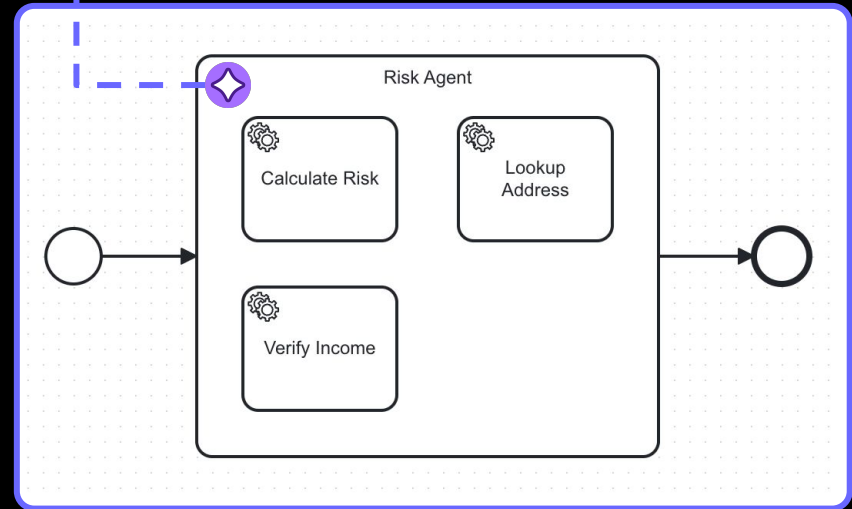 Risk Agent
Calculate Risk
Lookup
Address
Verify Income